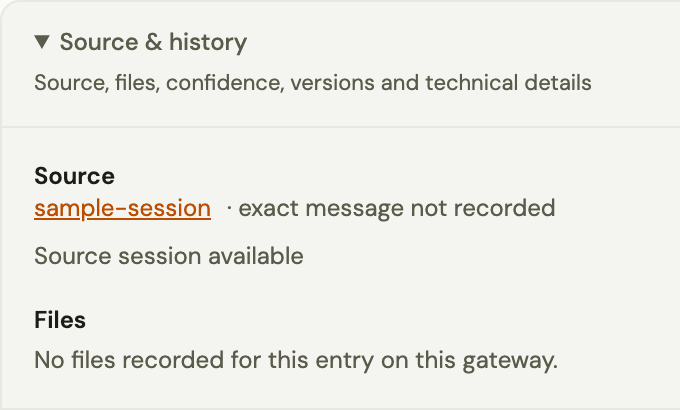 ▼ Source & history
Source, files, confidence, versions and technical details
Source
sample-session · exact message not recorded
Source session available
Files
No files recorded for this entry on this gateway.